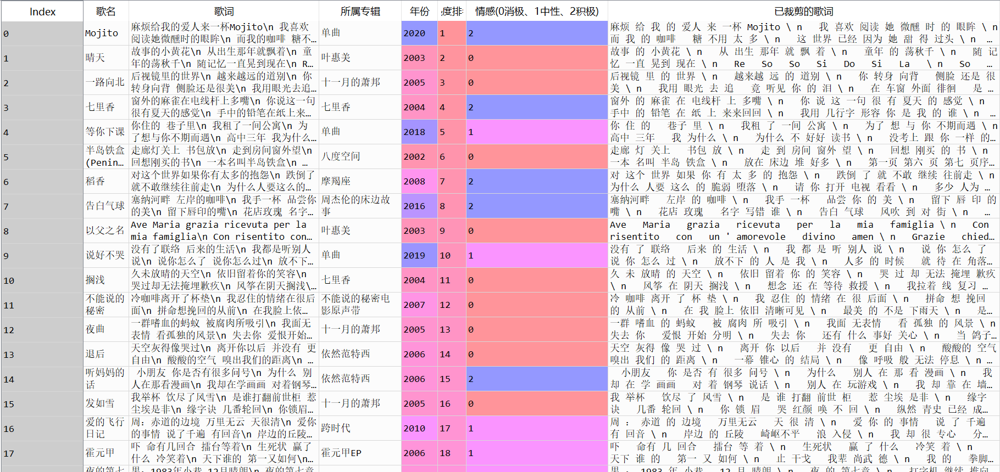 Index 歌名 歌词 所属专辑 年份 度排 情感(0消极、1中性、2积极) 已裁剪的歌词
0 Mojito 麻烦给我的爱人来一杯Mojito\n 我喜欢 单曲 2020 1 2 麻烦 给 我 的 爱人 来 一杯 Mojito \ n 我 喜欢 阅读 她 微醺 时 的 眼眸 \ n
阅读她微醺时的眼眸\n 而我的咖啡 糖不… 而 我 的 咖啡 糖 不用 太 多 \ n 这 世界 已经 因为 她 甜 得 过头 \ n …
1 晴天 故事的小黄花\n 从出生那年就飘着\n 童 叶惠美 2003 2 0 故事 的 小黄花 \ n 从 出生 那年 就 飘 着 \ n 童年 的 荡秋千 \ n 随 记
年的荡秋千\n 随记忆一直晃到现在\n R… 忆 一直 晃到 现在 \ n Re So So Si Do Si La \ n So …
2 一路向北 后视镜里的世界\n 越来越远的道别\n 你 十一月的萧邦 2005 3 0 后视镜 里 的 世界 \ n 越来越 远 的 道别 \ n 你 转身 向背 侧脸 还是 很
转身向背 侧脸还是很美\n 我用眼光去追… 美 \ n 我用 眼光 去 追 竟 听见 你 的 泪 \ n 在 车窗 外面 徘徊 是 …
3 七里香 窗外的麻雀在电线杆上多嘴\n 你说这一句 七里香 2004 4 2 窗外 的 麻雀 在 电线杆 上 多嘴 \ n 你 说 这 一句 很 有 夏天 的 感觉 \ n
很有夏天的感觉\n 手中的铅笔在纸上来… 手中 的 铅笔 在 纸 上 来来回回 \ n 我用 几行字 形容 你 是 我 的 谁 \ n …
4 等你下课 你住的 巷子里\n 我租了一间公寓\n 为 单曲 2018 5 1 你 住 的 巷子 里 \ n 我租 了 一间 公寓 \ n 为了 想 与 你 不期而遇 \ n
了想与你不期而遇\n 高中三年 我为什么… 高中 三年 我 为什么 \ n 为什么 不 好好 读书 \ n 没考上 跟 你 一样 的…
5 半岛铁盒 走廊灯关上 书包放\n 走到房间窗外望\n 八度空间 2002 6 0 走廊 灯 关上 书包 放 \ n 走 到 房间 窗外 望 \ n 回想 刚买 的 书 \ n
(Penin… 回想刚买的书\n 一本名叫半岛铁盒\n … 一本 名叫 半岛 铁盒 \ n 放在 床边 堆 好多 \ n 第一页 第六 页 第七 页序…
6 稻香 对这个世界如果你有太多的抱怨\n 跌倒了 摩羯座 2008 7 2 对 这个 世界 如果 你 有 太 多 的 抱怨 \ n 跌倒 了 就 不敢 继续 往前走 \ n
就不敢继续往前走\n 为什么人要这么的… 为什么 人要 这么 的 脆弱 堕落 \ n 请 你 打开 电视 看看 \ n 多少 人为 …
7 告白气球 塞纳河畔 左岸的咖啡\n 我手一杯 品尝你 周杰伦的床边故 2016 8 2 塞纳河畔 左岸 的 咖啡 \ n 我手 一杯 品尝 你 的 美 \ n 留下 唇 印 的
的美\n 留下唇印的嘴\n 花店玫瑰 名字… 事 嘴 \ n 花店 玫瑰 名字 写错 谁 \ n 告白 气球 风吹 到 对 街 \ n …
8 以父之名 Ave Maria grazia ricevuta per la 叶惠美 2003 9 0 Ave Maria grazia ricevuta per la mia famiglia \ n Con
mia famiglia\n Con risentito con… risentito con un ' amorevole divino amen \ n Grazie chied…
9 说好不哭 没有了联络 后来的生活\n 我都是听别人 单曲 2019 10 1 没有 了 联络 后来 的 生活 \ n 我 都 是 听 别人 说 \ n 说 你 怎么 了
说\n 说你怎么了 说你怎么过\n 放不下… 说 你 怎么 过 \ n 放不下 的 人 是 我 \ n 人多 的 时候 就 待 在 角落…
10 搁浅 久未放晴的天空\n 依旧留着你的笑容\n 七里香 2004 11 0 久 未 放晴 的 天空 \ n 依旧 留着 你 的 笑容 \ n 哭 过 却 无法 掩埋 歉疚
哭过却无法掩埋歉疚\n 风筝在阴天搁浅\… \ n 风筝 在 阴天 搁浅 \ n 想念 还 在 等待 救援 \ n 我拉着 线 复习 …
11 不能说的 冷咖啡离开了杯垫\n 我忍住的情绪在很后 不能说的秘密电 2007 12 0 冷 咖啡 离开 了 杯 垫 \ n 我 忍住 的 情绪 在 很 后面 \ n 拼命 想 挽回
秘密 面\n 拼命想挽回的从前\n 在我脸上依… 影原声带 的 从前 \ n 在 我 脸上 依旧 清晰可见 \ n 最美 的 不是 下雨天 \ n 是…
12 夜曲 一群嗜血的蚂蚁 被腐肉所吸引\n 我面无 十一月的萧邦 2005 13 0 一群 嗜血 的 蚂蚁 被 腐肉 所 吸引 \ n 我面 无表情 看 孤独 的 风景 \ n
表情 看孤独的风景\n 失去你 爱恨开始… 失去 你 爱恨 开始 分明 \ n 失去 你 还有 什么 事好 关心 \ n 当 鸽子…
13 退后 天空灰得像哭过\n 离开你以后 并没有 更 依然范特西 2006 14 0 天空 灰得 像 哭 过 \ n 离开 你 以后 并 没有 更 自由 \ n 酸酸的 空气
自由\n 酸酸的空气 嗅出我们的距离\n … 嗅出 我们 的 距离 \ n 一幕 锥心 的 结局 \ n 像 呼吸 般 无法 停息 \ n …
14 听妈妈的 小朋友 你是否有很多问号\n 为什么 别 依然范特西 2006 15 2 小朋友 你 是否 有 很多 问号 \ n 为什么 别人 在 那 看 漫画 \ n 我
话 人在那看漫画\n 我却在学画画 对着钢琴… 却 在 学 画画 对着 钢琴 说话 \ n 别人 在 玩游戏 \ n 我 却 靠 在 墙…
15 发如雪 我举杯 饮尽了风雪\n 是谁打翻前世柜 惹 十一月的萧邦 2005 16 0 我 举杯 饮尽 了 风雪 \ n 是 谁 打翻 前世 柜 惹 尘埃 是非 \ n 缘字
尘埃是非\n 缘字诀 几番轮回\n 你锁眉… 诀 几番 轮回 \ n 你 锁 眉 哭 红颜 唤 不 回 \ n 纵然 青史 已经 成…
16 爱的飞行 周：赤道的边境 万里无云 天很清\n 爱你 跨时代 2010 17 1 周 ： 赤道 的 边境 万里无云 天 很 清 \ n 爱 你 的 事情 说 了 千遍
日记 的事情 说了千遍 有回音\n 岸边的丘陵… 有 回音 \ n 岸边 的 丘陵 崎岖不平 浪 入侵 \ n 我 却 很 专心 分…
17 霍元甲 吓 命有几回合 擂台等着\n 生死状 赢了 霍元甲EP 2006 18 1 吓 命有 几 回合 擂台 等 着 \ n 生死状 赢 了 什么 冷笑 着 \ n
什么 冷笑着\n 天下谁的 第一又如何\n… 天下 谁 的 第一 又 如何 \ n 止 干戈 我辈 尚武 德 \ n 我 的 拳脚…
夜的第七 男：1983年小巷 12月晴朗\n 夜的第七章 男 ： 1983 年 小巷 12 月 晴朗 \ n 夜 的 第七章 \ n 打字机 继续 推向